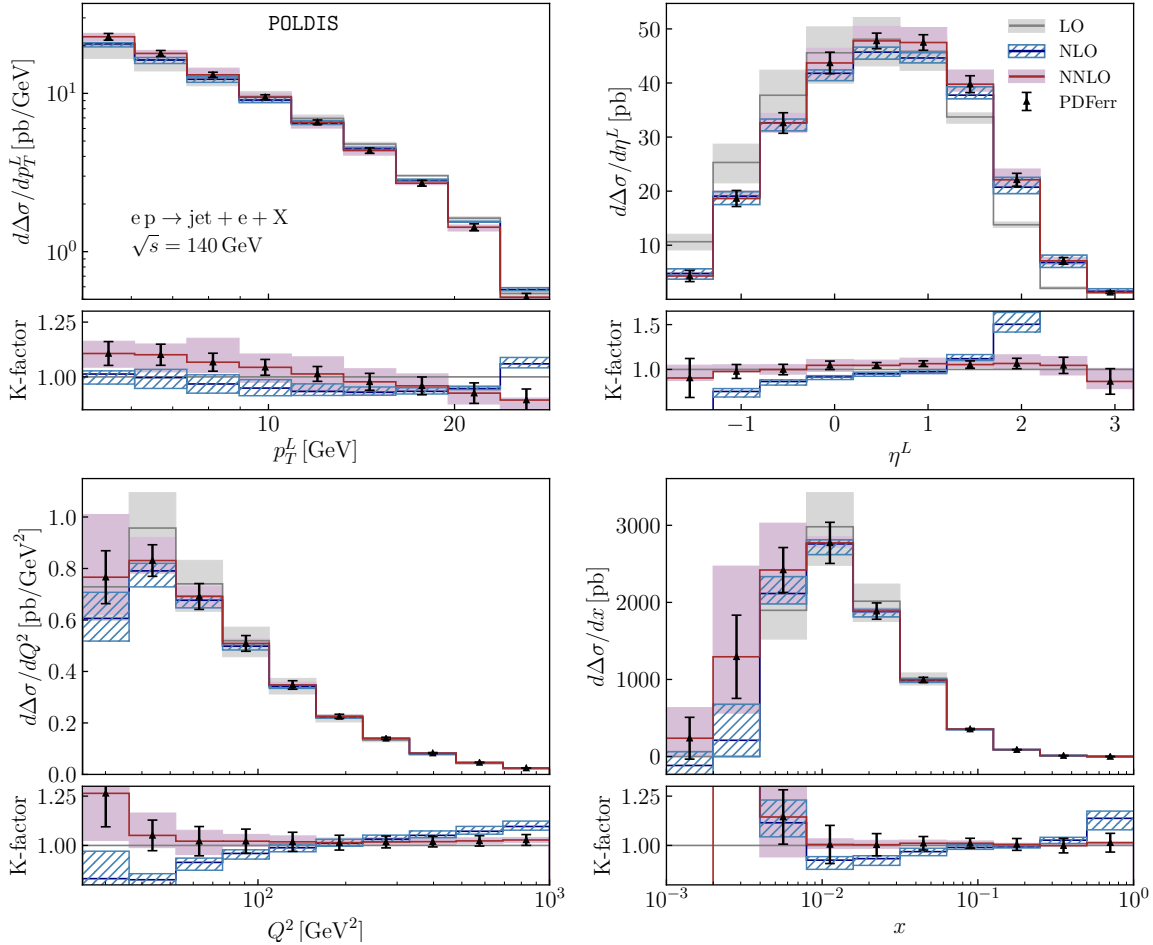 POLDIS
dΔσ/dp_T^L [pb/GeV]
10^1
10^0
e p → jet + e + X
√s = 140 GeV
K-factor
1.25
1.00
10
20
p_T^L [GeV]
dΔσ/dη^L [pb]
50
40
30
20
10
LO
NLO
NNLO
PDFerr
K-factor
1.5
1.0
−1
0
1
2
3
η^L
dΔσ/dQ^2 [pb/GeV^2]
1.0
0.8
0.6
0.4
0.2
0.0
K-factor
1.25
1.00
10^2
10^3
Q^2 [GeV^2]
dΔσ/dx [pb]
3000
2000
1000
0
K-factor
1.25
1.00
10^−3
10^−2
10^−1
10^0
x